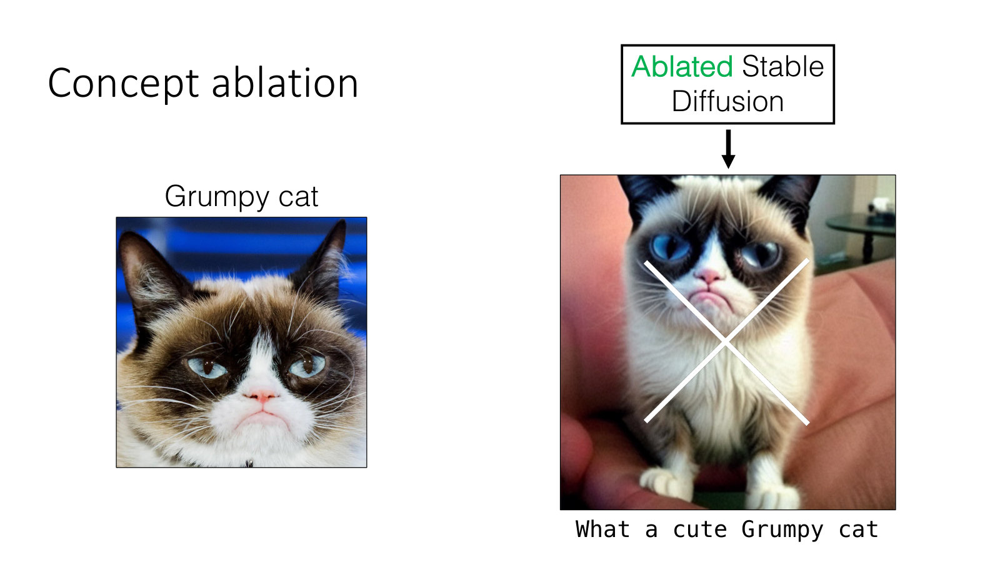 Concept ablation
Ablated Stable
Diffusion
Grumpy cat
What a cute Grumpy cat